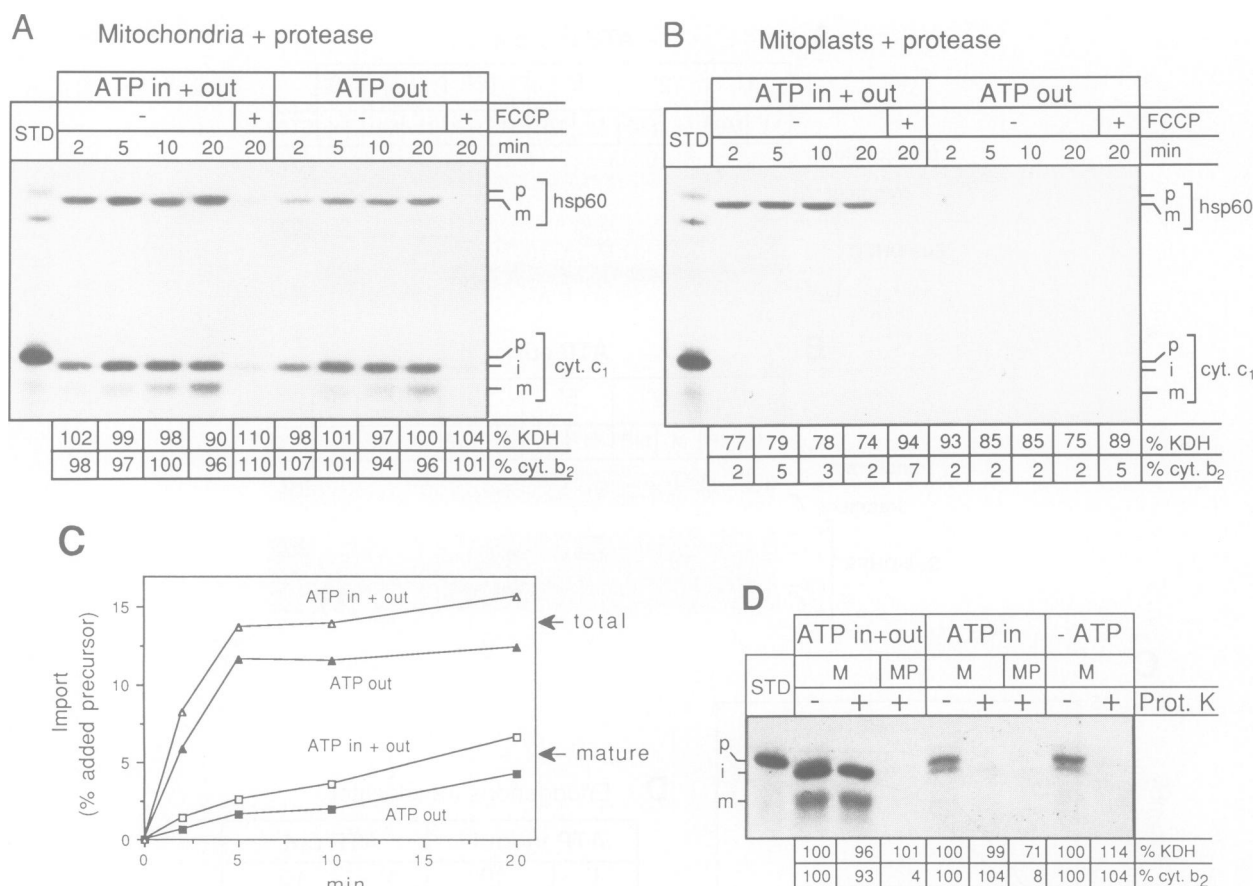 A
Mitochondria + protease
ATP in + out
ATP out
STD
-
+
-
+
FCCP
2
5
10
20
20
2
5
10
20
20
min
p
m
hsp60
p
i
m
cyt. c1
102
99
98
90
110
98
101
97
100
104
% KDH
98
97
100
96
110
107
101
94
96
101
% cyt. b2
B
Mitoplasts + protease
ATP in + out
ATP out
STD
-
+
-
+
FCCP
2
5
10
20
20
2
5
10
20
20
min
p
m
hsp60
p
i
m
cyt. c1
77
79
78
74
94
93
85
85
75
89
% KDH
2
5
3
2
7
2
2
2
2
5
% cyt. b2
C
Import
(% added precursor)
15
10
5
0
0
5
10
15
20
min
ATP in + out
total
ATP out
ATP in + out
mature
ATP out
D
ATP in+out
ATP in
- ATP
STD
M
MP
M
MP
M
-
+
+
-
+
+
-
+
Prot. K
p
i
m
100
96
101
100
99
71
100
114
% KDH
100
93
4
100
104
8
100
104
% cyt. b2